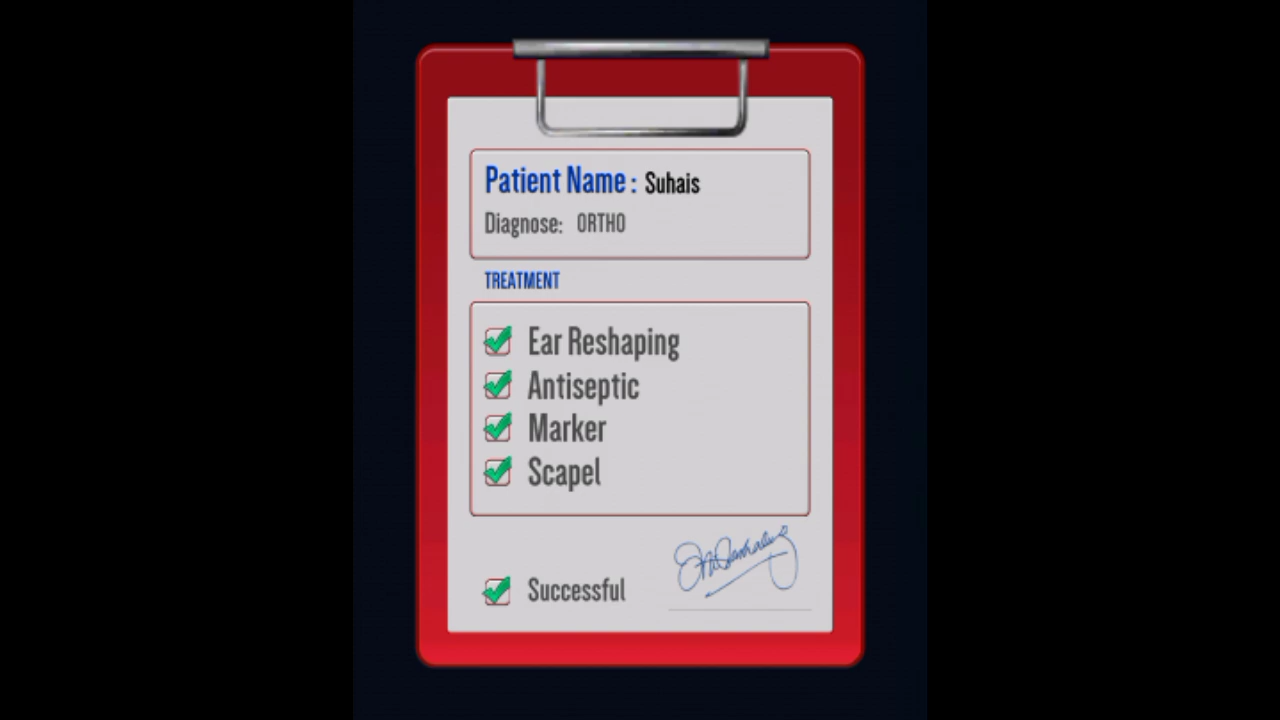 Patient Name : Suhais
Diagnose: ORTHO
TREATMENT
Ear Reshaping
Antiseptic
Marker
Scapel
Successful